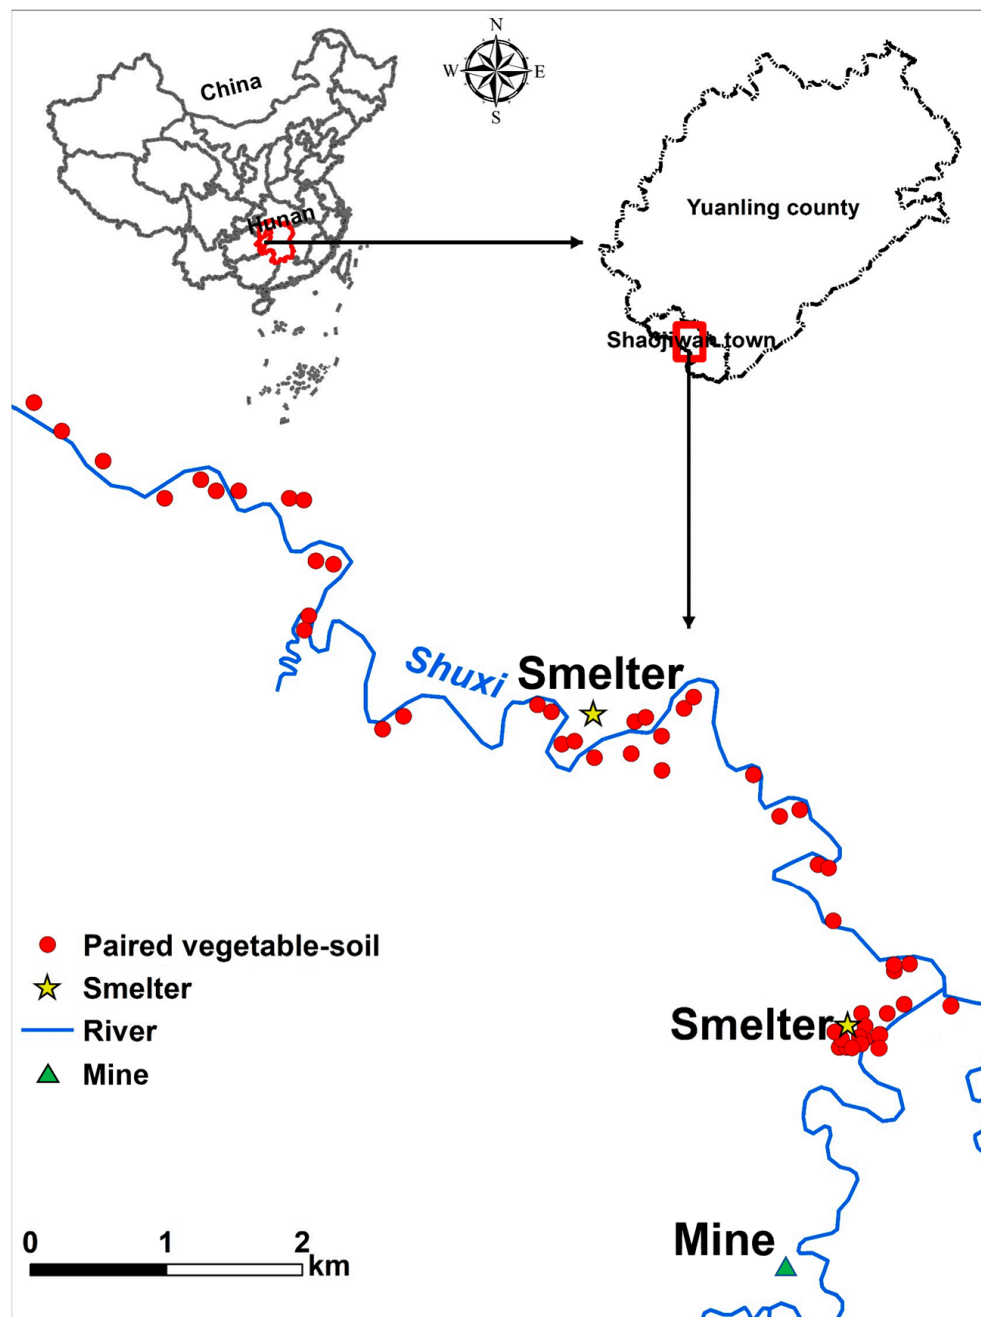 N
W E
S
China
Hunan
Yuanling county
Shaojiwan town
Shuxi
Smelter
Paired vegetable-soil
Smelter
River
Mine
Smelter
Mine
0 1 2
km